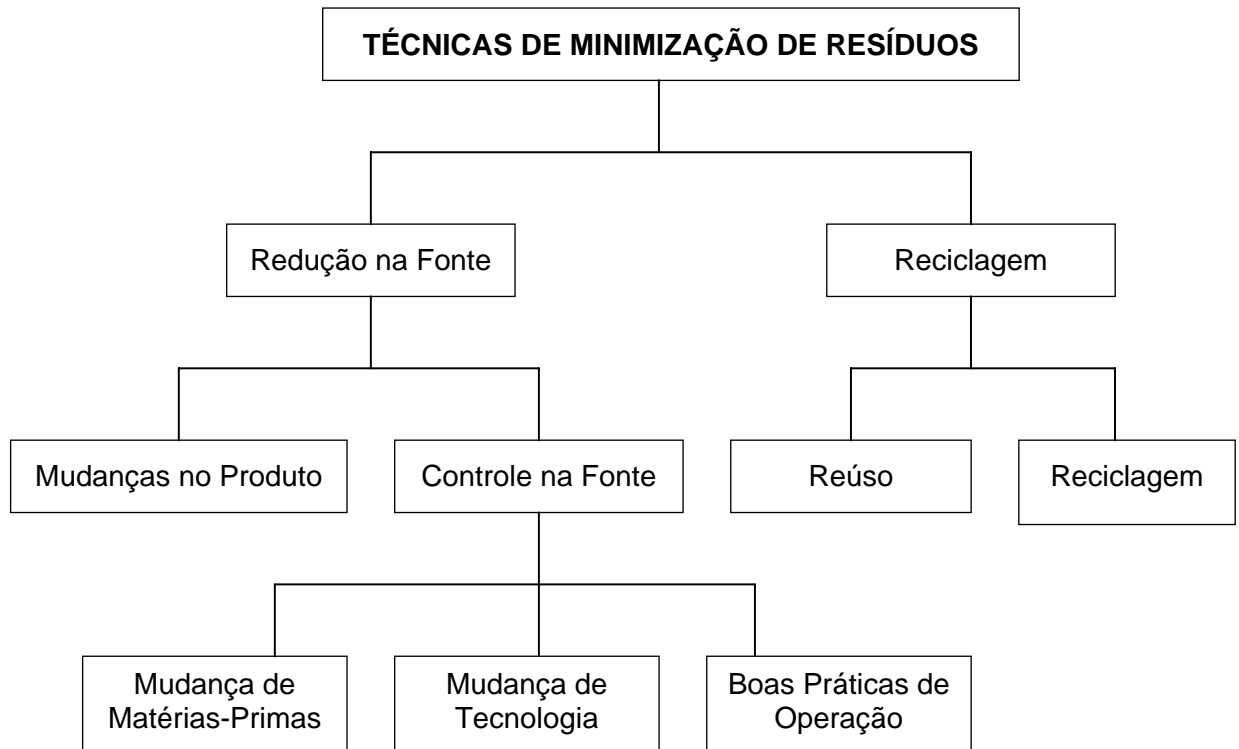 TÉCNICAS DE MINIMIZAÇÃO DE RESÍDUOS
Redução na Fonte
Reciclagem
Mudanças no Produto
Controle na Fonte
Reúso
Reciclagem
Mudança de
Matérias-Primas
Mudança de
Tecnologia
Boas Práticas de
Operação